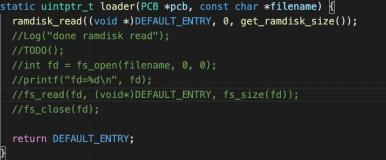 static uintptr_t loader(PCB *pcb, const char *filename) {
ramdisk_read((void *)DEFAULT_ENTRY, 0, get_ramdisk_size());
//Log("done ramdisk read");
//TODO();
//int fd = fs_open(filename, 0, 0);
//printf("fd=%d\n", fd);
//fs_read(fd, (void*)DEFAULT_ENTRY, fs_size(fd));
//fs_close(fd);
return DEFAULT_ENTRY;
}